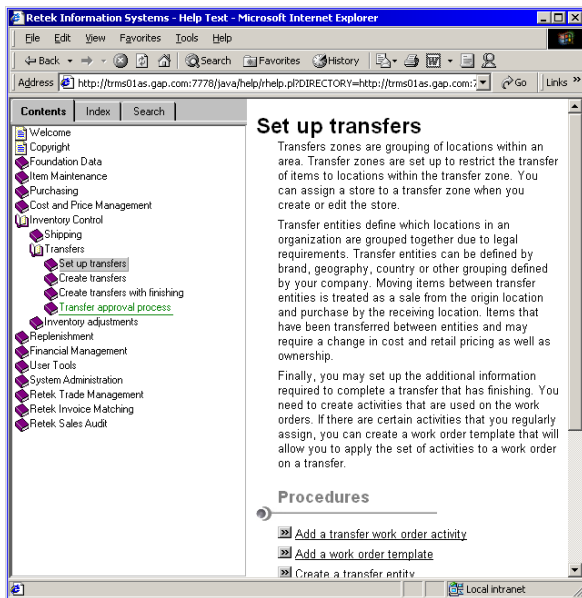 Retek Information Systems - Help Text - Microsoft Internet Explorer
File Edit View Favorites Tools Help
Back Search Favorites History
Address http://trms01as.gap.com:7778/java/help/rhelp.pl?DIRECTORY=http://trms01as.gap.com: Go Links »
Contents Index Search
Welcome
Copyright
Foundation Data
Item Maintenance
Purchasing
Cost and Price Management
Inventory Control
Shipping
Transfers
Set up transfers
Create transfers
Create transfers with finishing
Transfer approval process
Inventory adjustments
Replenishment
Financial Management
User Tools
System Administration
Retek Trade Management
Retek Invoice Matching
Retek Sales Audit
Set up transfers
Transfers zones are grouping of locations within an
area. Transfer zones are set up to restrict the transfer
of items to locations within the transfer zone. You
can assign a store to a transfer zone when you
create or edit the store.
Transfer entities define which locations in an
organization are grouped together due to legal
requirements. Transfer entities can be defined by
brand, geography, country or other grouping defined
by your company. Moving items between transfer
entities is treated as a sale from the origin location
and purchase by the receiving location. Items that
have been transferred between entities and may
require a change in cost and retail pricing as well as
ownership.
Finally, you may set up the additional information
required to complete a transfer that has finishing. You
need to create activities that are used on the work
orders. If there are certain activities that you regularly
assign, you can create a work order template that will
allow you to apply the set of activities to a work order
on a transfer.
Procedures
Add a transfer work order activity
Add a work order template
Create a transfer entity
Local intranet